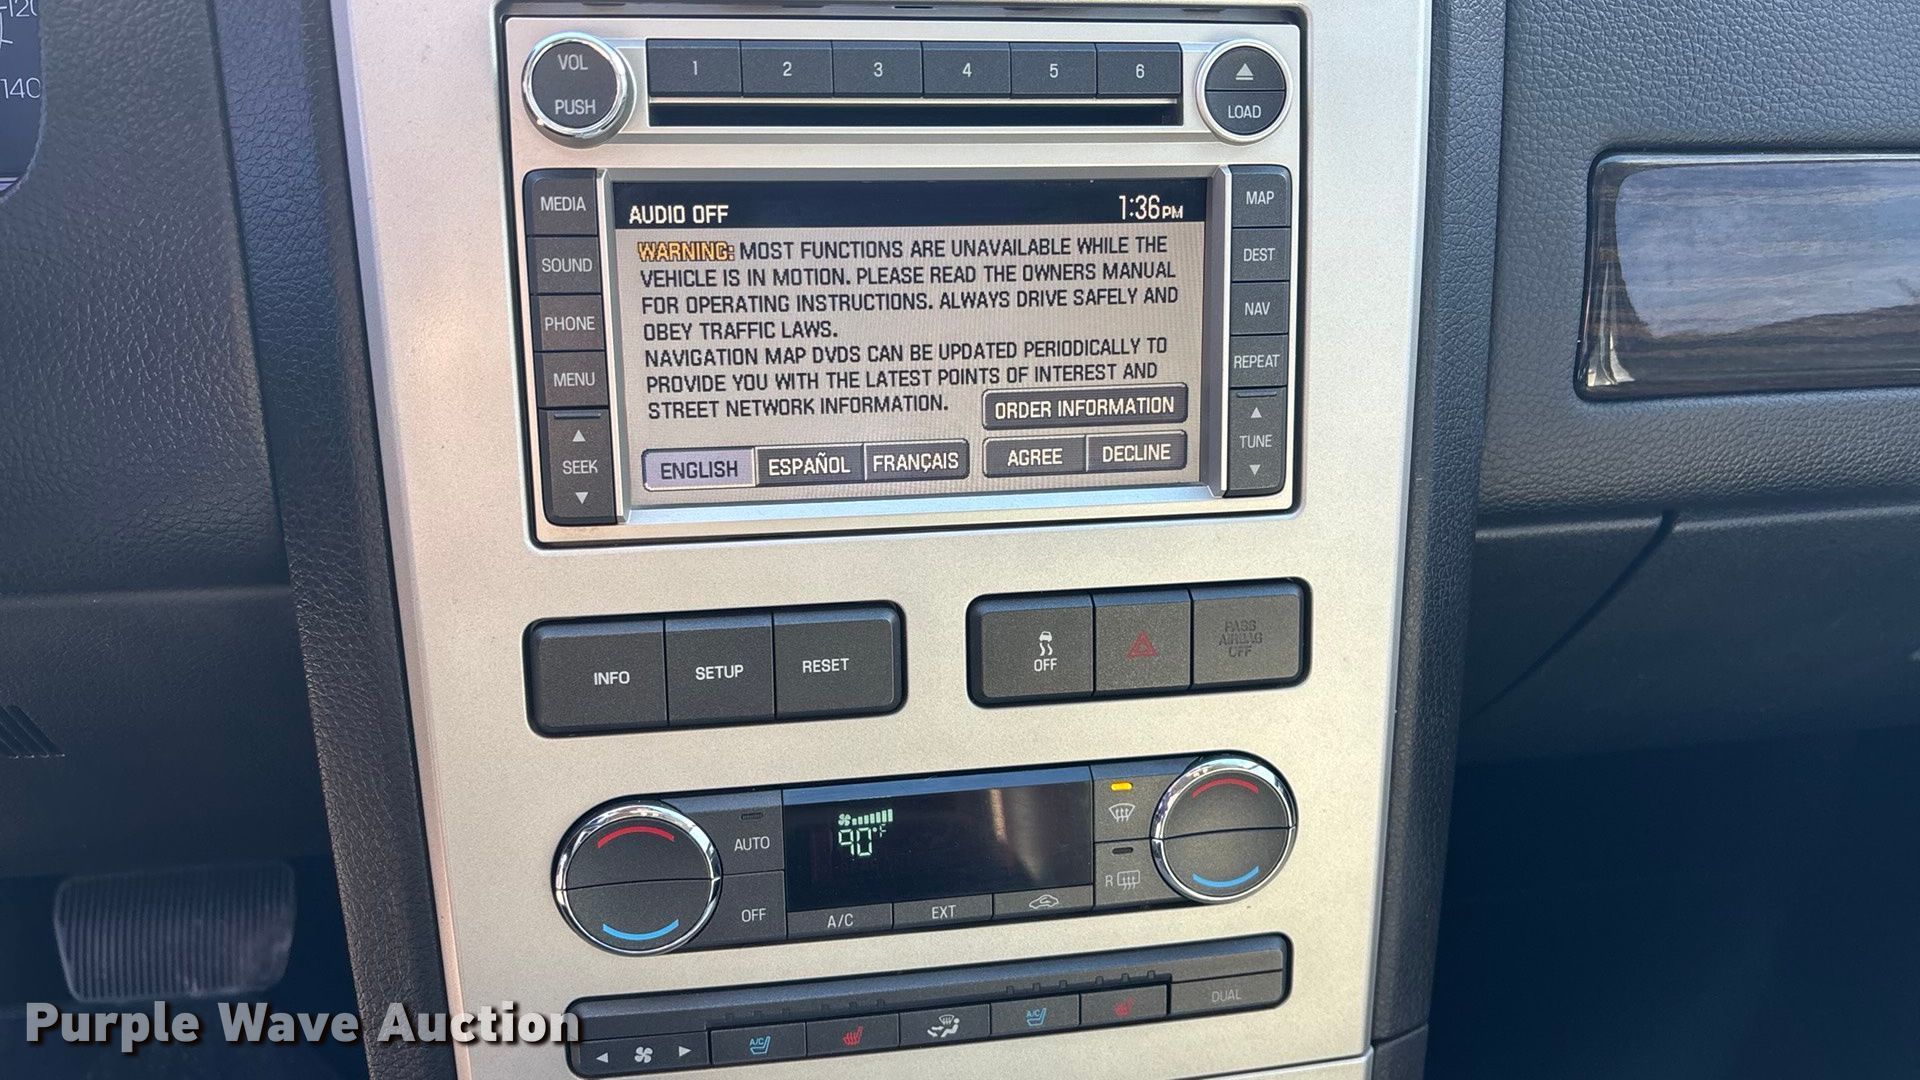 120
140
VOL
PUSH
1 2 3 4 5 6
LOAD
MEDIA
SOUND
PHONE
MENU
SEEK
AUDIO OFF 1:36PM
WARNING: MOST FUNCTIONS ARE UNAVAILABLE WHILE THE
VEHICLE IS IN MOTION. PLEASE READ THE OWNERS MANUAL
FOR OPERATING INSTRUCTIONS. ALWAYS DRIVE SAFELY AND
OBEY TRAFFIC LAWS.
NAVIGATION MAP DVDS CAN BE UPDATED PERIODICALLY TO
PROVIDE YOU WITH THE LATEST POINTS OF INTEREST AND
STREET NETWORK INFORMATION.
ORDER INFORMATION
ENGLISH ESPAÑOL FRANÇAIS AGREE DECLINE
MAP
DEST
NAV
REPEAT
TUNE
INFO SETUP RESET
OFF
PASS
AIRBAG
OFF
AUTO
OFF
90°F
A/C EXT
R
A/C
A/C
DUAL
Purple Wave Auction